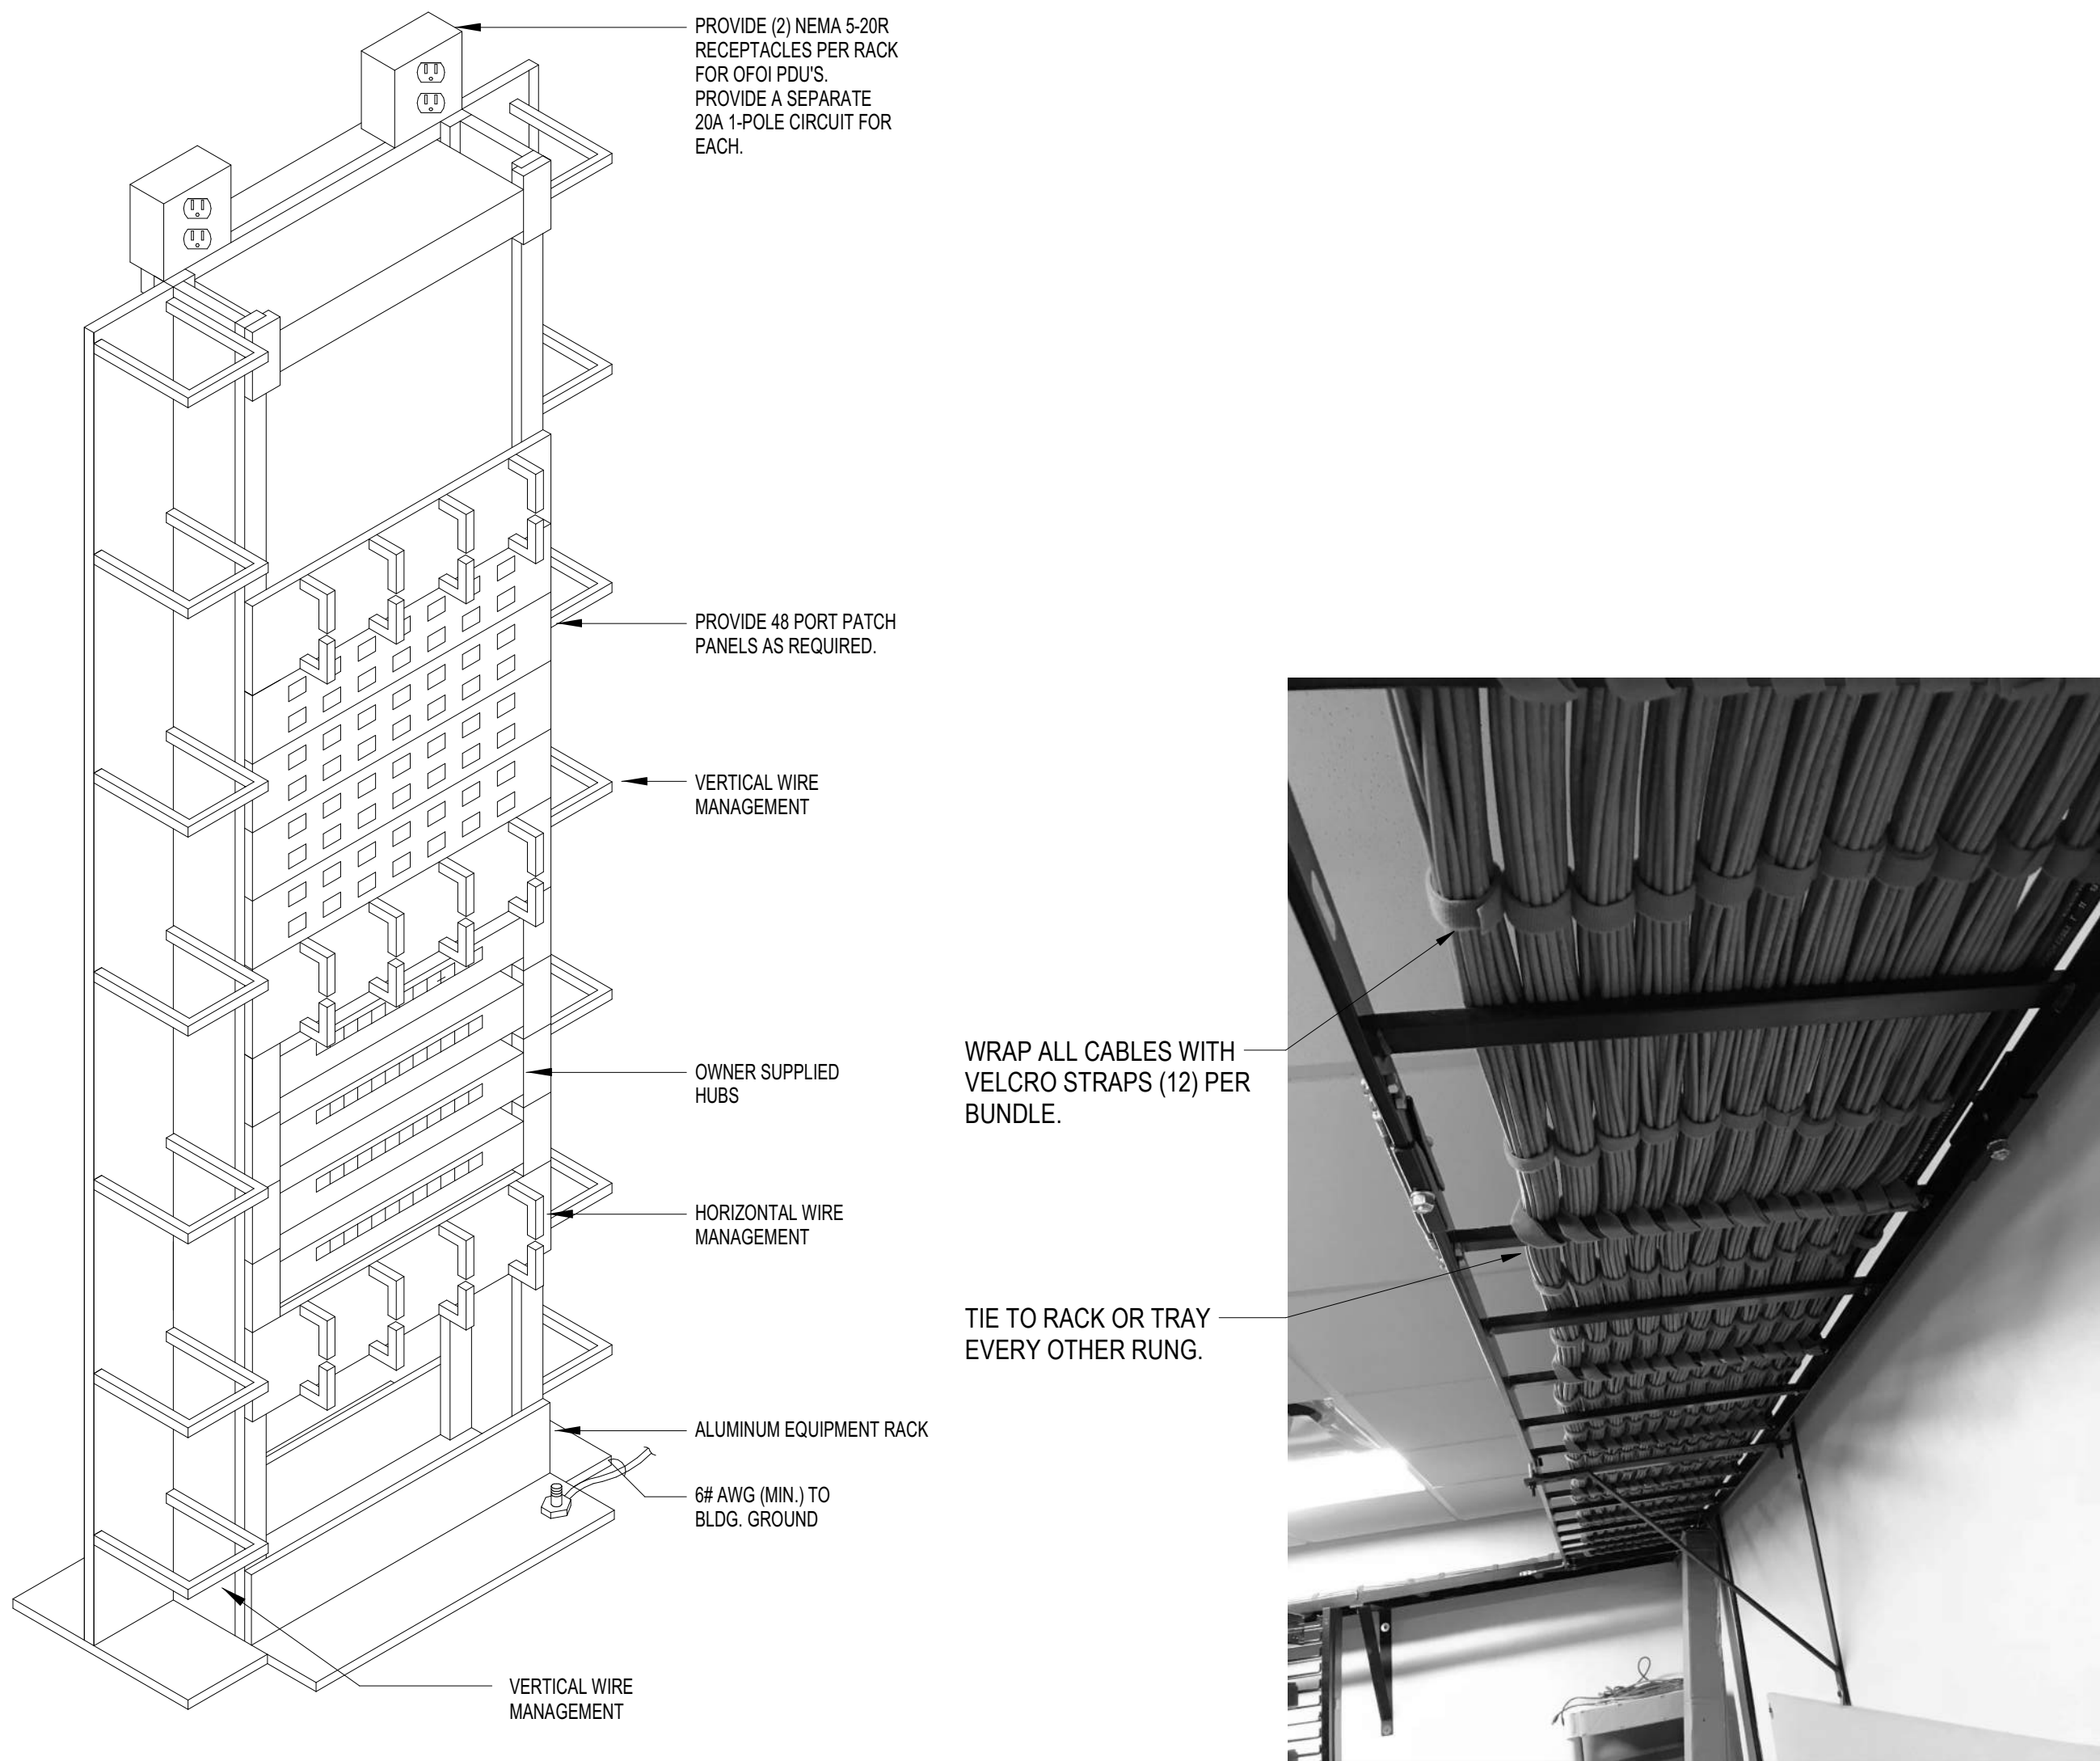 PROVIDE (2) NEMA 5-20R
RECEPTACLES PER RACK
FOR OFOI PDU'S.
PROVIDE A SEPARATE
20A 1-POLE CIRCUIT FOR
EACH.
PROVIDE 48 PORT PATCH
PANELS AS REQUIRED.
VERTICAL WIRE
MANAGEMENT
OWNER SUPPLIED
HUBS
HORIZONTAL WIRE
MANAGEMENT
ALUMINUM EQUIPMENT RACK
6# AWG (MIN.) TO
BLDG. GROUND
VERTICAL WIRE
MANAGEMENT
WRAP ALL CABLES WITH
VELCRO STRAPS (12) PER
BUNDLE.
TIE TO RACK OR TRAY
EVERY OTHER RUNG.